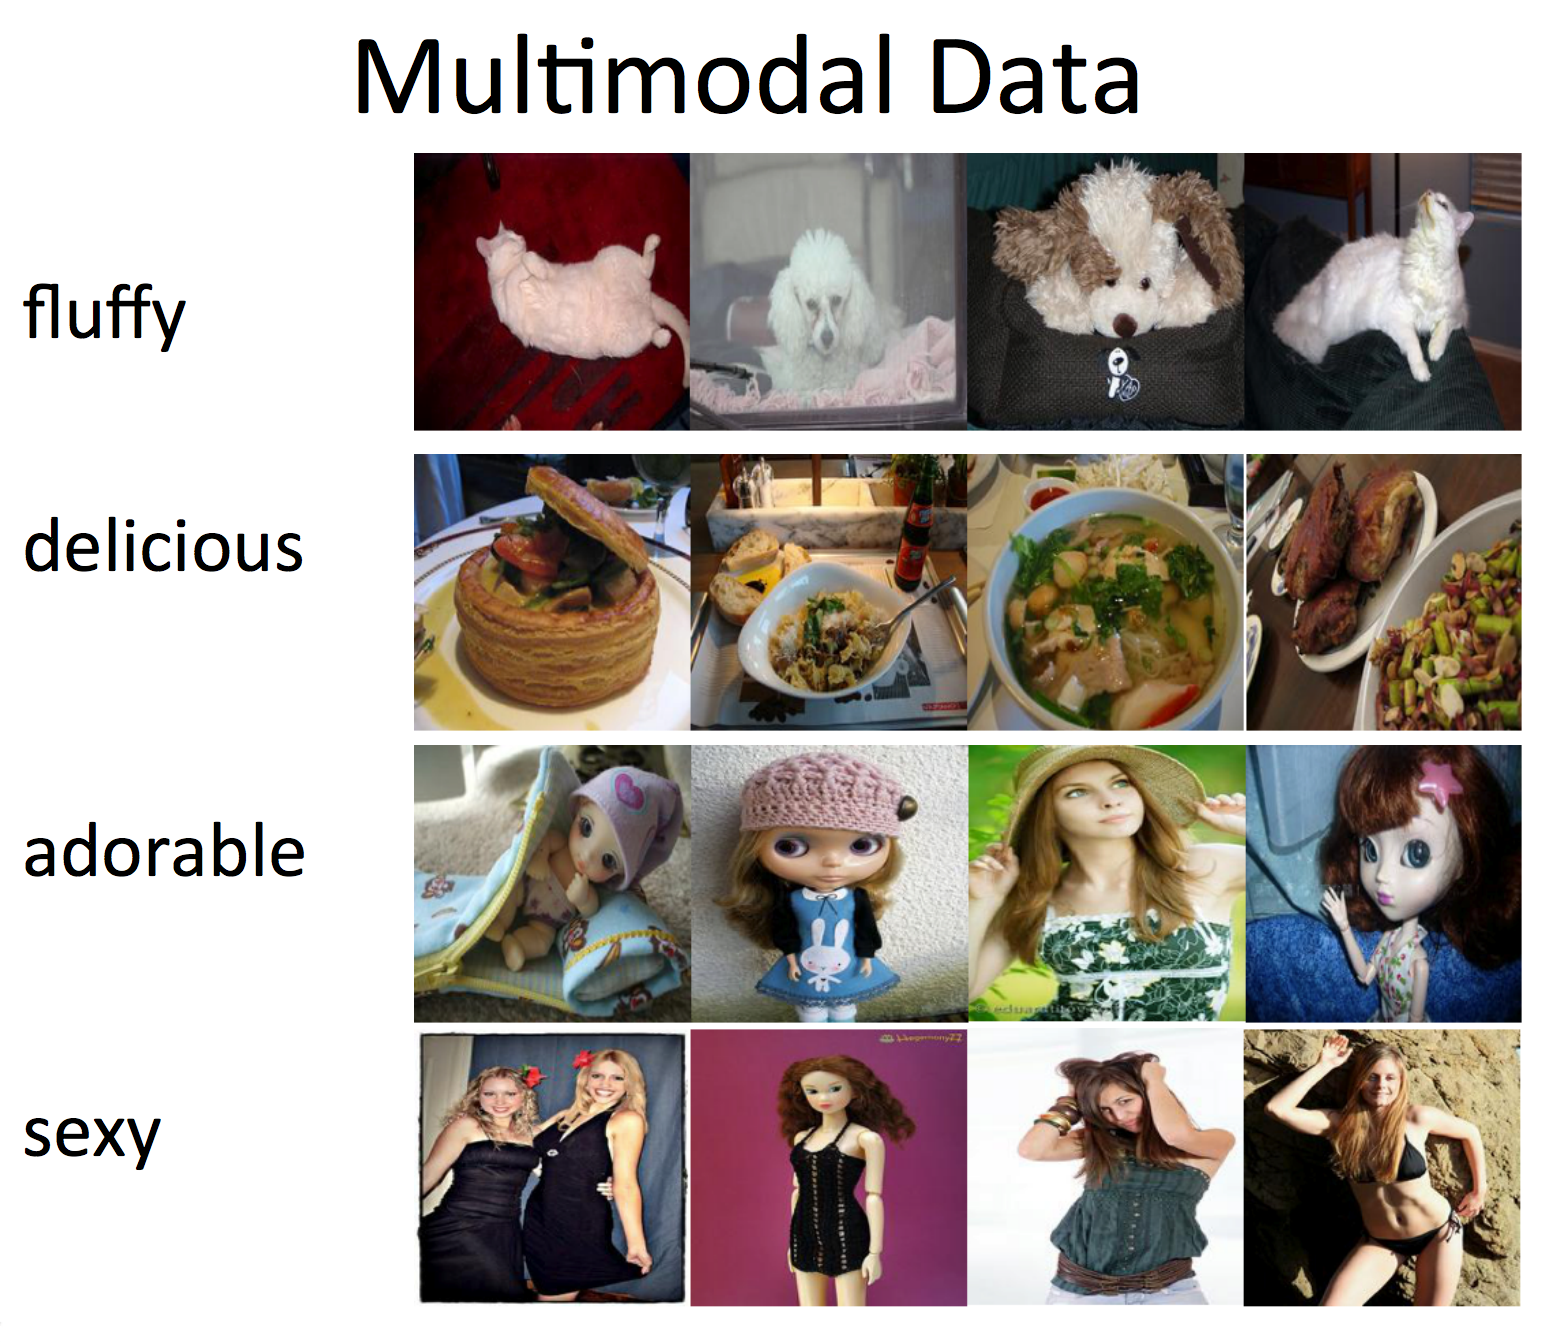 Multimodal Data
fluffy
delicious
adorable
sexy